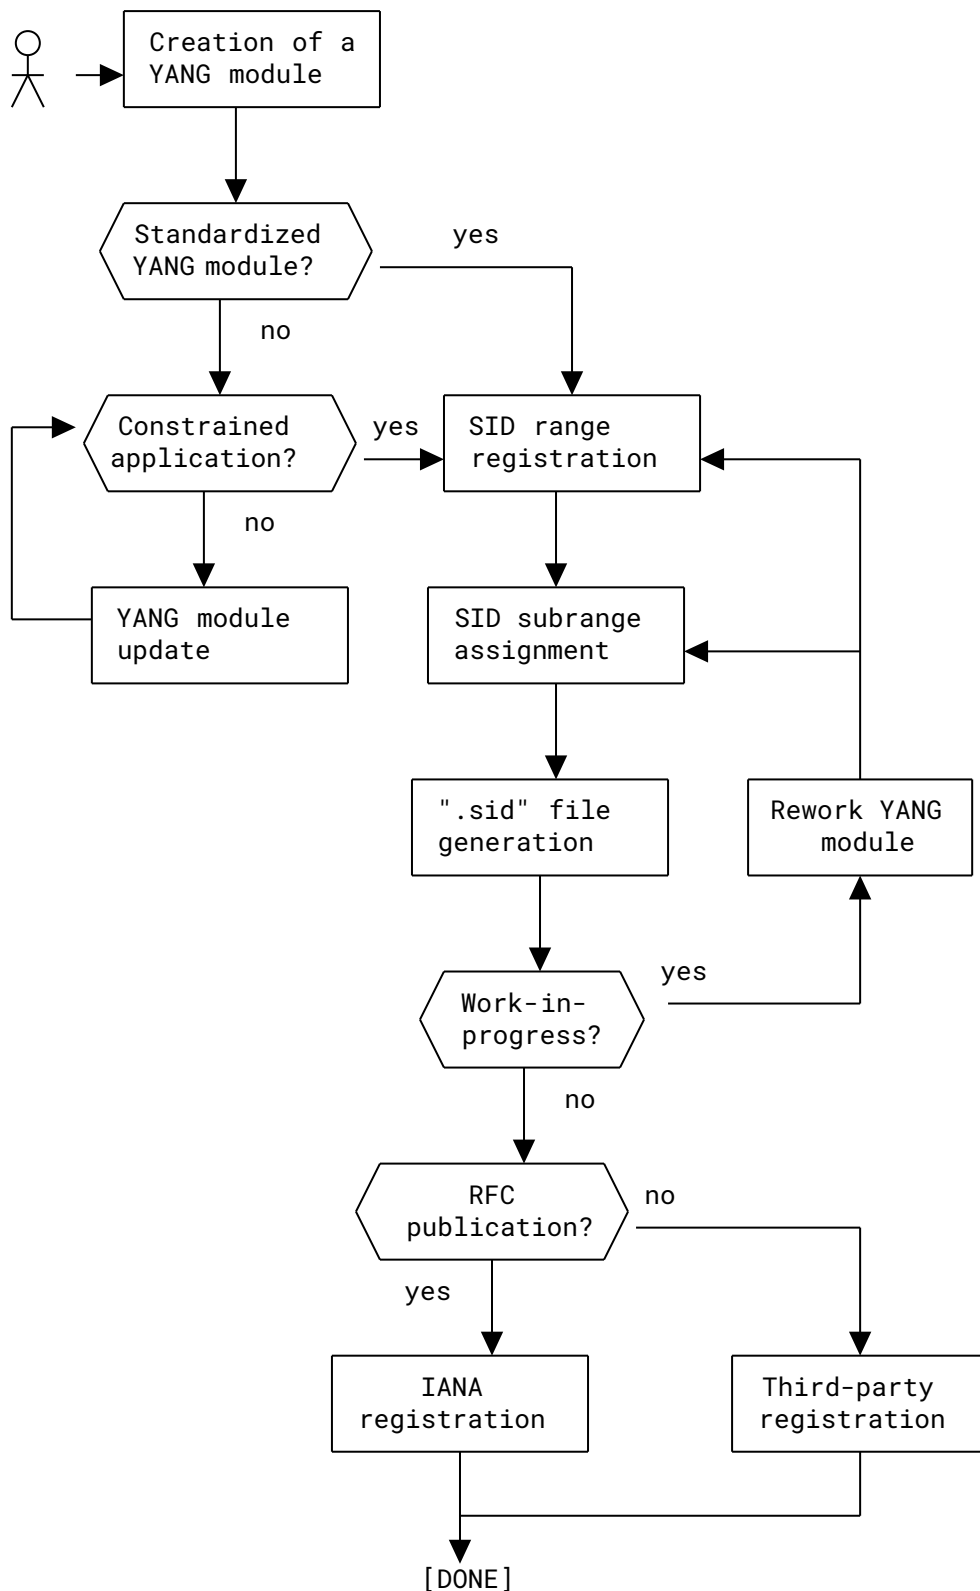 Creation of a
YANG module
Standardized
YANG module?
yes
no
Constrained
application?
yes
SID range
registration
no
YANG module
update
SID subrange
assignment
".sid" file
generation
Rework YANG
module
Work-in-
progress?
yes
no
RFC
publication?
no
yes
IANA
registration
Third-party
registration
[DONE]